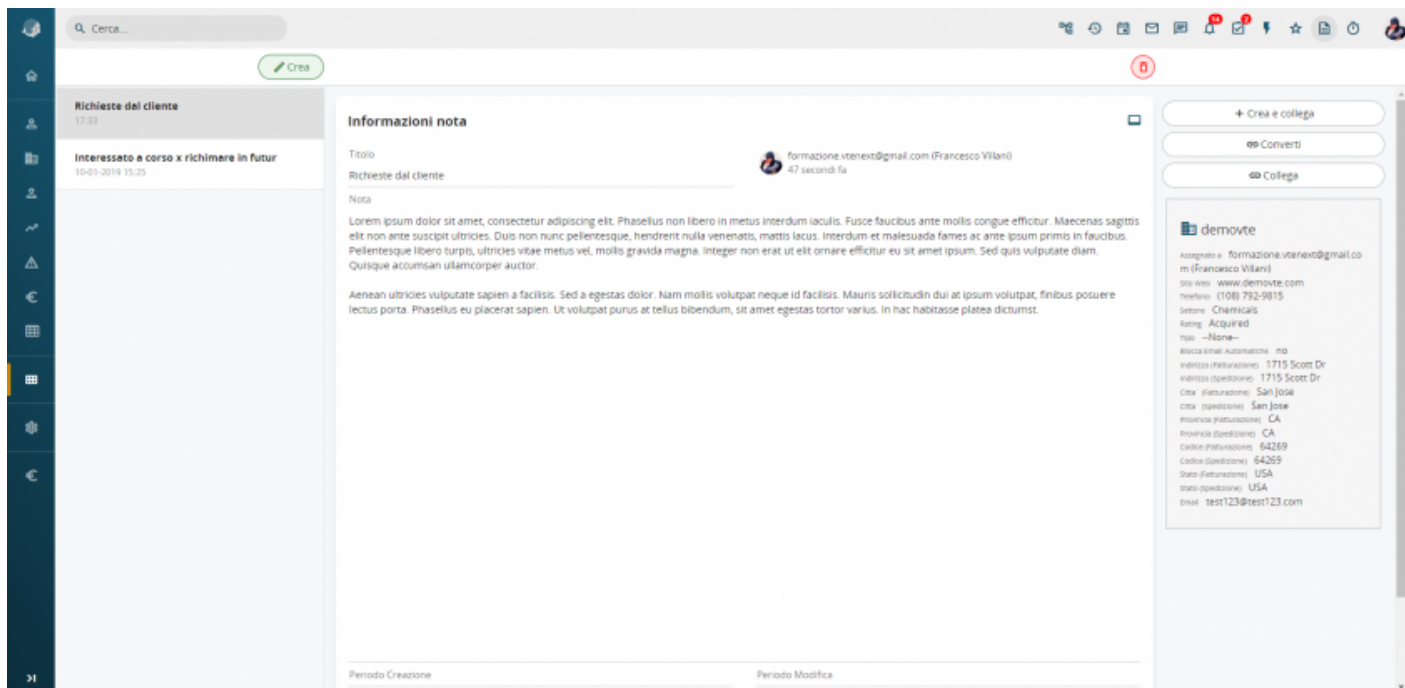 Cerca...
14
2
Crea
Richieste dal cliente
17:33
Interessato a corso x richimare in futur
10-01-2019 15:25
Informazioni nota
Titolo
Richieste dal cliente
formazione.vtenext@gmail.com (Francesco Villani)
47 secondi fa
Nota
Lorem ipsum dolor sit amet, consectetur adipiscing elit. Phasellus non libero in metus interdum iaculis. Fusce faucibus ante mollis congue efficitur. Maecenas sagittis
elit non ante suscipit ultricies. Duis non nunc pellentesque, hendrerit nulla venenatis, mattis lacus. Interdum et malesuada fames ac ante ipsum primis in faucibus.
Pellentesque libero turpis, ultricies vitae metus vel, mollis gravida magna. Integer non erat ut elit ornare efficitur eu sit amet ipsum. Sed quis vulputate diam.
Quisque accumsan ullamcorper auctor.
Aenean ultricies vulputate sapien a facilisis. Sed a egestas dolor. Nam mollis volutpat neque id facilisis. Mauris sollicitudin dui at ipsum volutpat, finibus posuere
lectus porta. Phasellus eu placerat sapien. Ut volutpat purus at tellus bibendum, sit amet egestas tortor varius. In hac habitasse platea dictumst.
Periodo Creazione
Periodo Modifica
+ Crea e collega
Converti
Collega
demovte
Assegnato a formazione.vtenext@gmail.co
m (Francesco Villani)
Sito Web www.demovte.com
Telefono (108) 792-9815
Settore Chemicals
Rating Acquired
Tipo --None--
Blocca Email Automatiche no
Indirizzo (Fatturazione) 1715 Scott Dr
Indirizzo (Spedizione) 1715 Scott Dr
Citta (Fatturazione) San Jose
Citta (Spedizione) San Jose
Provincia (Fatturazione) CA
Provincia (Spedizione) CA
Codice (Fatturazione) 64269
Codice (Spedizione) 64269
Stato (Fatturazione) USA
Stato (Spedizione) USA
Email test123@test123.com